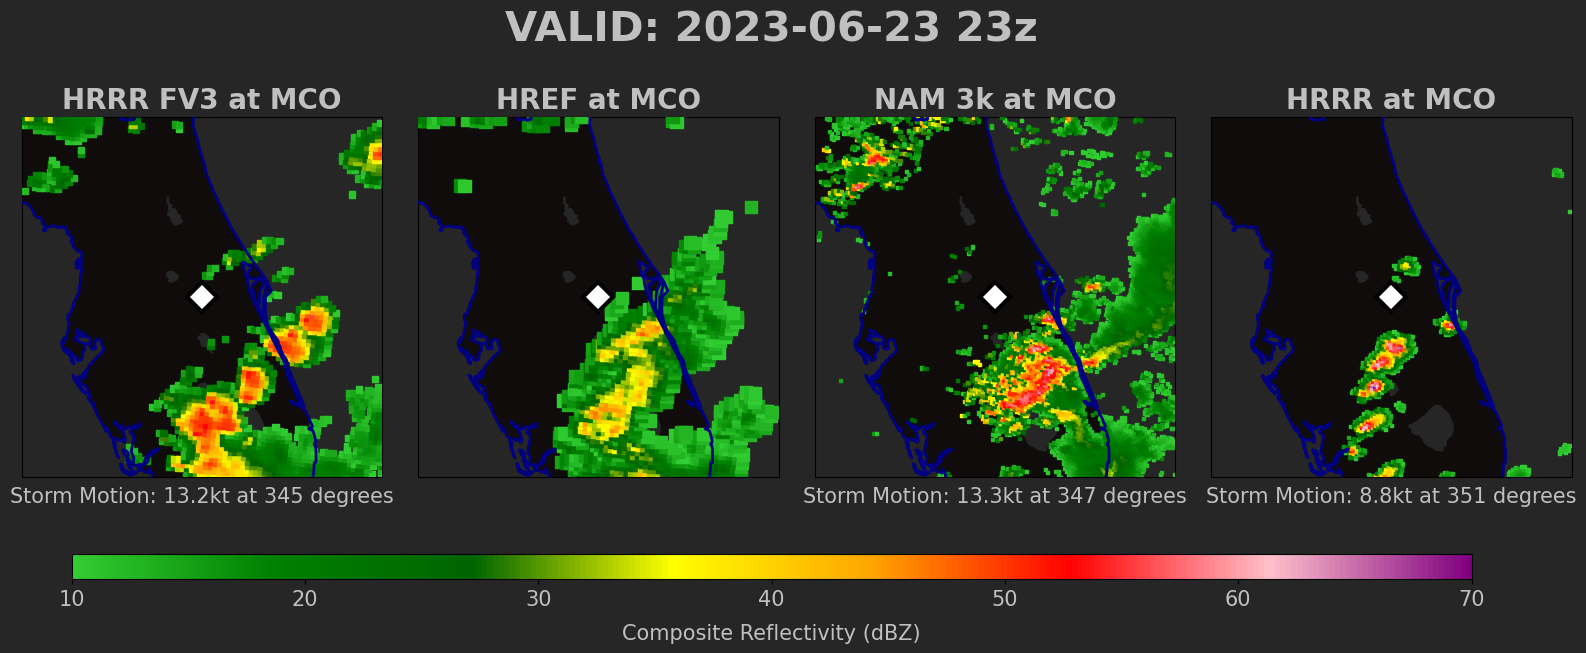 VALID: 2023-06-23 23z
HRRR FV3 at MCO
HREF at MCO
NAM 3k at MCO
HRRR at MCO
Storm Motion: 13.2kt at 345 degrees
Storm Motion: 13.3kt at 347 degrees
Storm Motion: 8.8kt at 351 degrees
10 20 30 40 50 60 70
Composite Reflectivity (dBZ)